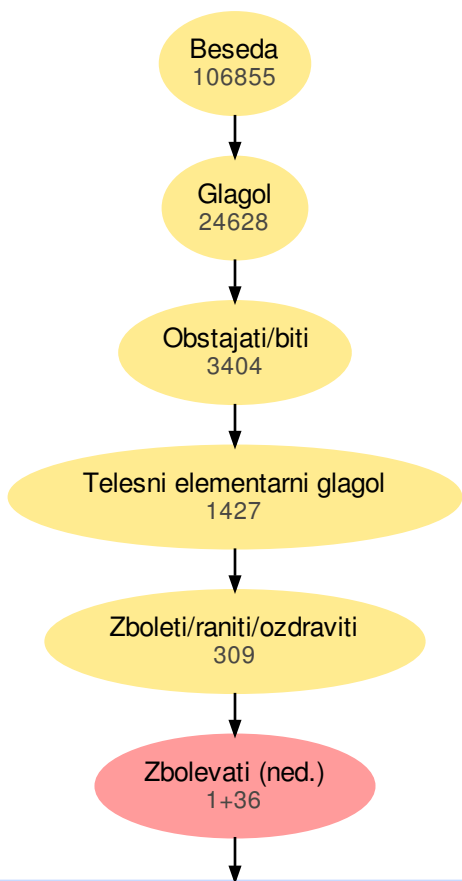 Beseda
106855
Glagol
24628
Obstajati/biti
3404
Telesni elementarni glagol
1427
Zboleti/raniti/ozdraviti
309
Zbolevati (ned.)
1+36